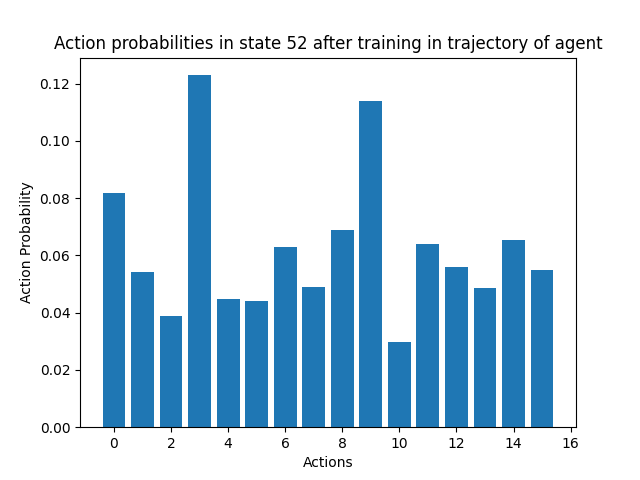 Action probabilities in state 52 after training in trajectory of agent
0.12
0.10
0.08
0.06
0.04
0.02
0.00
Action Probability
0 2 4 6 8 10 12 14 16
Actions